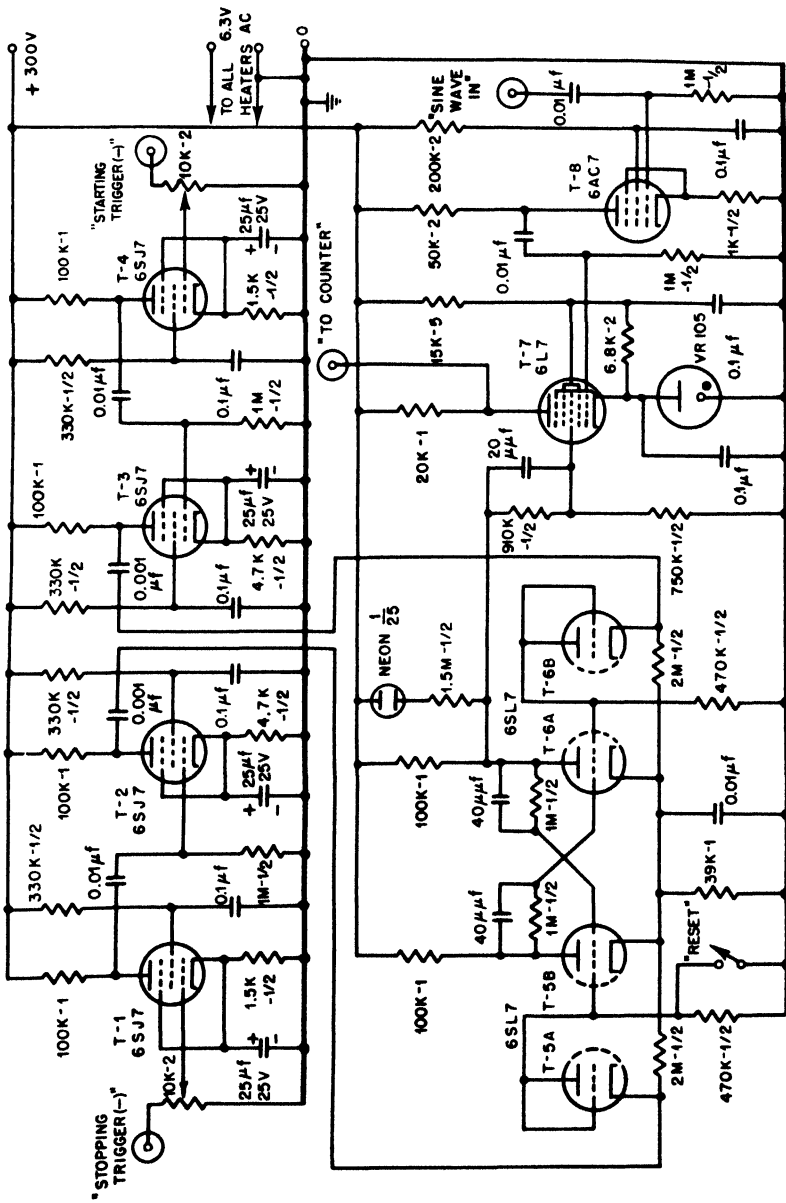 + 300V
6.3V
AC
TO ALL
HEATERS
O
"STARTING
TRIGGER(-)"
10K-2
100K-1
T-4
6SJ7
25µf
25V
+
-
1.5K
-1/2
330K-1/2
0.01µf
0.1µf
1M
-1/2
100K-1
T-3
6SJ7
25µf
25V
+
-
4.7K
-1/2
330K
-1/2
0.001
µf
0.1µf
330K
-1/2
0.001
µf
0.1µf
100K-1
T-2
6SJ7
4.7K
-1/2
25µf
25V
+
-
330K-1/2
0.01µf
0.1µf
1M-1/2
100K-1
T-1
6SJ7
1.5K
-1/2
25µf
25V
+
-
10K-2
"STOPPING
TRIGGER(-)"
"TO COUNTER"
"SINE
WAVE
IN"
0.01µf
1M
-1/2
200K-2
T-8
6AC7
0.1µf
50K-2
0.01µf
1K-1/2
1M
-1/2
15K-5
T-7
6L7
6.8K-2
VR105
0.1µf
20K-1
20
µµf
0.1µf
910K
-1/2
750K-1/2
NEON 1/25
1.5M-1/2
6SL7
T-6B
T-6A
2M-1/2
470K-1/2
100K-1
40µµf
1M-1/2
0.01µf
39K-1
40µµf
1M-1/2
100K-1
6SL7
T-5B
T-5A
"RESET"
2M-1/2
470K-1/2